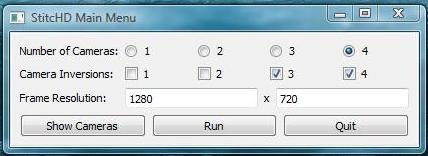 StitcHD Main Menu
Number of Cameras: 1 2 3 4
Camera Inversions: 1 2 3 4
Frame Resolution: 1280 x 720
Show Cameras Run Quit